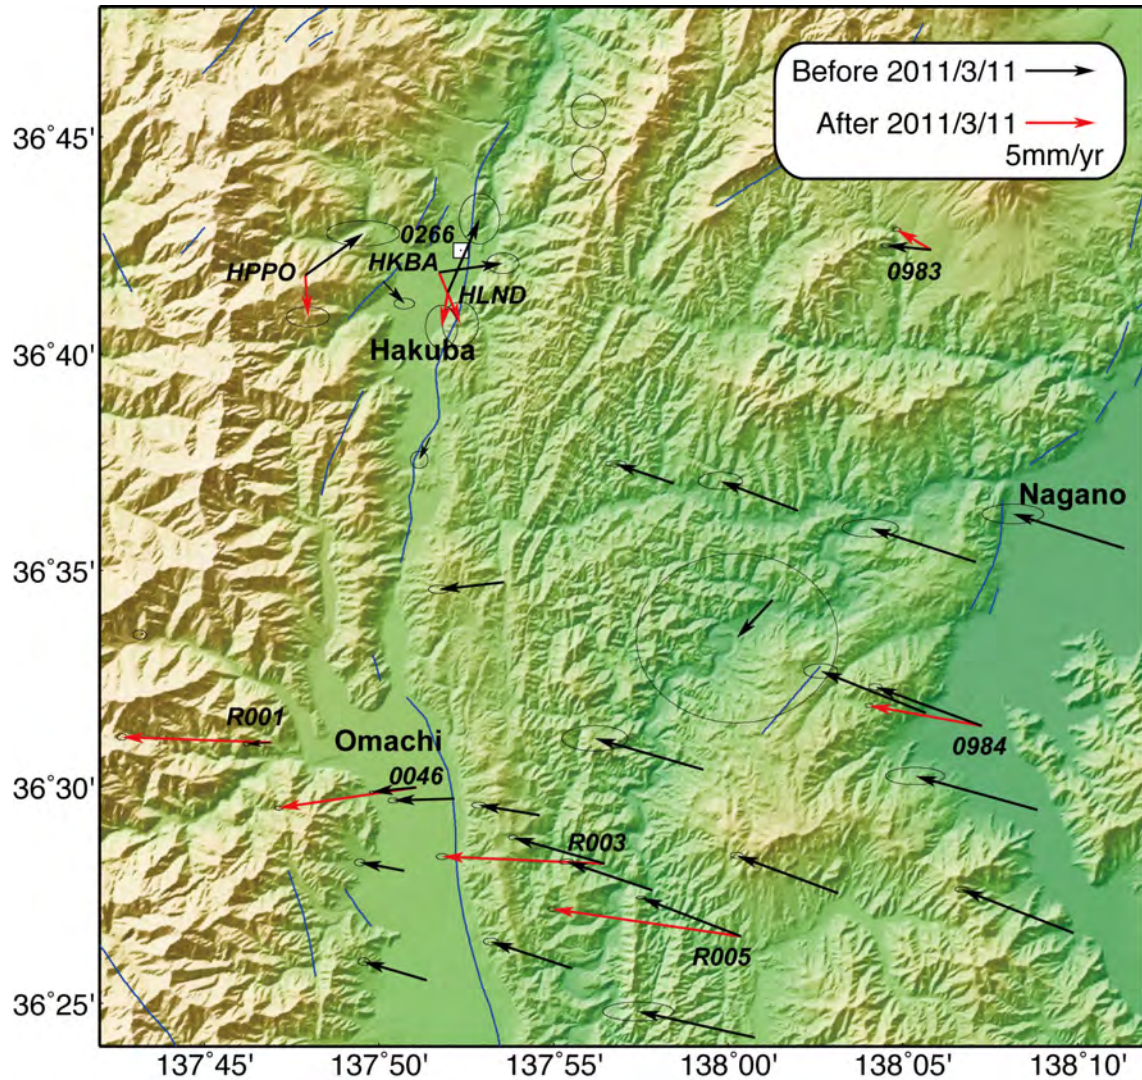 Before 2011/3/11
After 2011/3/11
5mm/yr
36°45'
36°40'
36°35'
36°30'
36°25'
0266
HPPO
HKBA
HLND
Hakuba
0983
Nagano
R001
Omachi
0046
0984
R003
R005
137°45'
137°50'
137°55'
138°00'
138°05'
138°10'